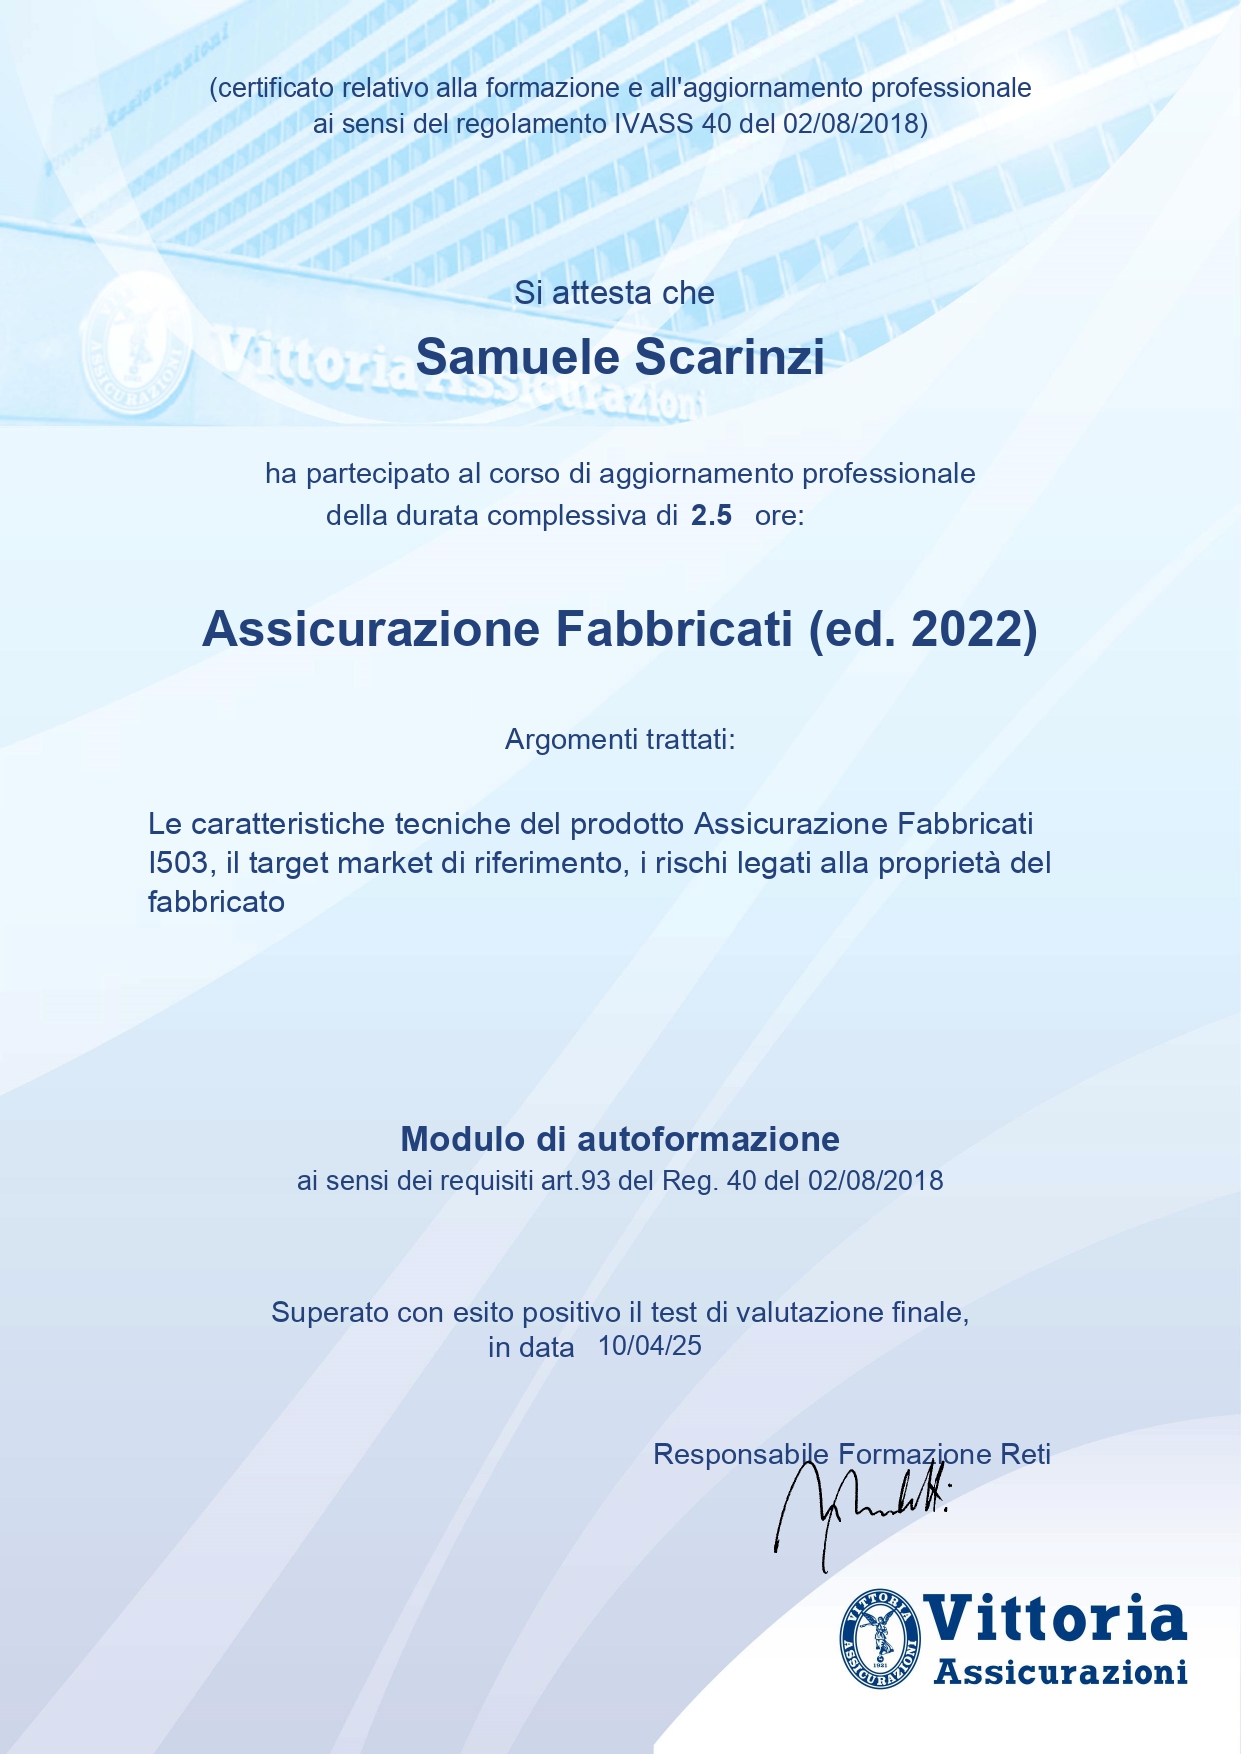 (certificato relativo alla formazione e all'aggiornamento professionale
ai sensi del regolamento IVASS 40 del 02/08/2018)
Si attesta che
Samuele Scarinzi
Vittoria Assicurazioni
ha partecipato al corso di aggiornamento professionale
della durata complessiva di 2.5 ore:
Assicurazione Fabbricati (ed. 2022)
Argomenti trattati:
Le caratteristiche tecniche del prodotto Assicurazione Fabbricati
I503, il target market di riferimento, i rischi legati alla proprietà del
fabbricato
Modulo di autoformazione
ai sensi dei requisiti art.93 del Reg. 40 del 02/08/2018
Superato con esito positivo il test di valutazione finale,
in data 10/04/25
Responsabile Formazione Reti
VITTORIA
ASSICURAZIONI
1921
Vittoria
Assicurazioni